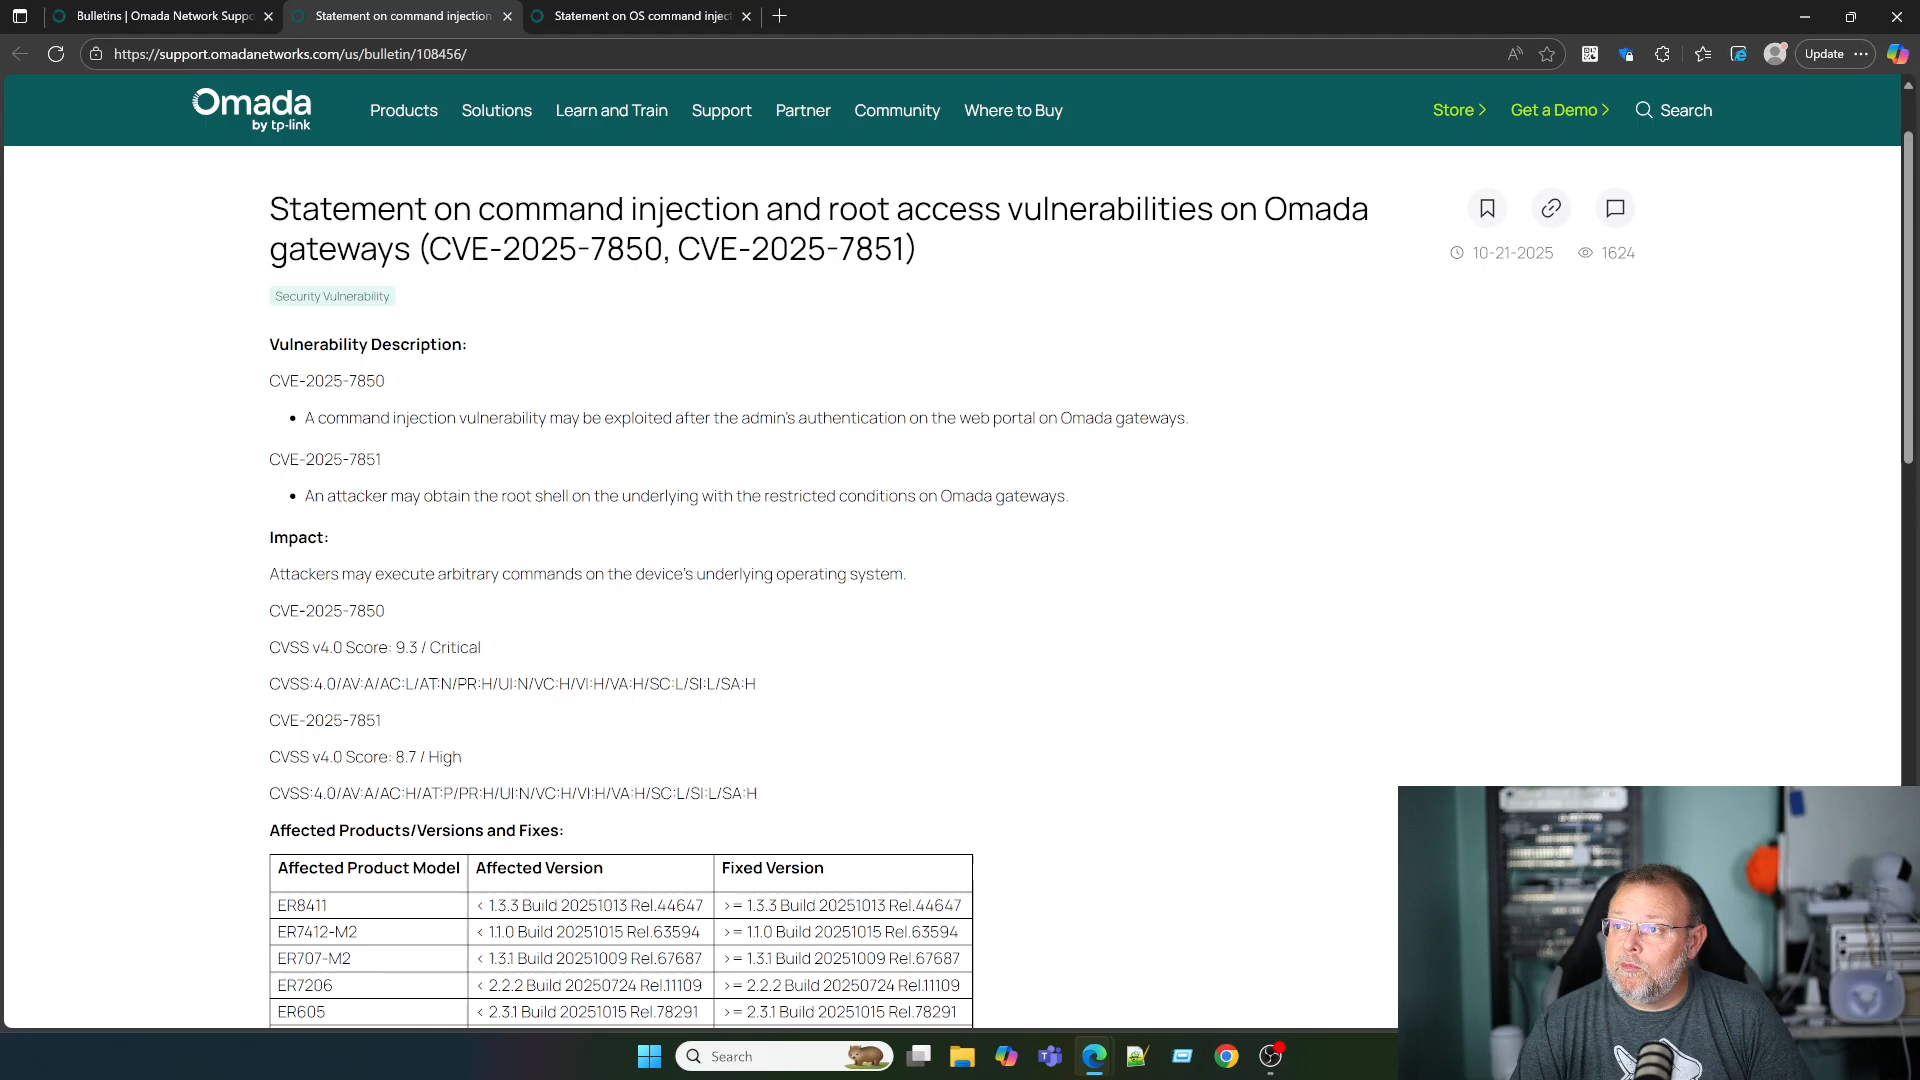 Bulletins | Omada Network Suppo
Statement on command injection
Statement on OS command inject
https://support.omadanetworks.com/us/bulletin/108456/
Update
Omada
by tp-link
Products
Solutions
Learn and Train
Support
Partner
Community
Where to Buy
Store >
Get a Demo >
Search
Statement on command injection and root access vulnerabilities on Omada
gateways (CVE-2025-7850, CVE-2025-7851)
10-21-2025
1624
Security Vulnerability
Vulnerability Description:
CVE-2025-7850
• A command injection vulnerability may be exploited after the admin's authentication on the web portal on Omada gateways.
CVE-2025-7851
• An attacker may obtain the root shell on the underlying with the restricted conditions on Omada gateways.
Impact:
Attackers may execute arbitrary commands on the device's underlying operating system.
CVE-2025-7850
CVSS v4.0 Score: 9.3 / Critical
CVSS:4.0/AV:A/AC:L/AT:N/PR:H/UI:N/VC:H/VI:H/VA:H/SC:L/SI:L/SA:H
CVE-2025-7851
CVSS v4.0 Score: 8.7 / High
CVSS:4.0/AV:A/AC:H/AT:P/PR:H/UI:N/VC:H/VI:H/VA:H/SC:L/SI:L/SA:H
Affected Products/Versions and Fixes:
Affected Product Model Affected Version Fixed Version
ER8411 < 1.3.3 Build 20251013 Rel.44647 >= 1.3.3 Build 20251013 Rel.44647
ER7412-M2 < 1.1.0 Build 20251015 Rel.63594 >= 1.1.0 Build 20251015 Rel.63594
ER707-M2 < 1.3.1 Build 20251009 Rel.67687 >= 1.3.1 Build 20251009 Rel.67687
ER7206 < 2.2.2 Build 20250724 Rel.11109 >= 2.2.2 Build 20250724 Rel.11109
ER605 < 2.3.1 Build 20251015 Rel.78291 >= 2.3.1 Build 20251015 Rel.78291
Search